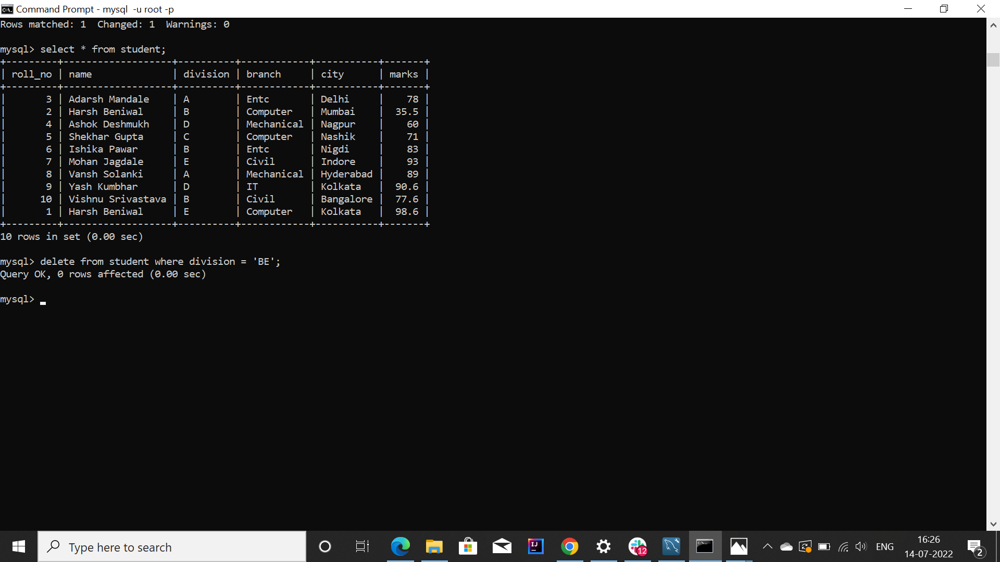 Command Prompt - mysql  -u root -p
Rows matched: 1  Changed: 1  Warnings: 0
mysql> select * from student;
+---------+-------------------+----------+------------+-----------+-------+
| roll_no | name              | division | branch     | city      | marks |
+---------+-------------------+----------+------------+-----------+-------+
|       3 | Adarsh Mandale    | A        | Entc       | Delhi     |    78 |
|       2 | Harsh Beniwal     | B        | Computer   | Mumbai    |  35.5 |
|       4 | Ashok Deshmukh    | D        | Mechanical | Nagpur    |    60 |
|       5 | Shekhar Gupta     | C        | Computer   | Nashik    |    71 |
|       6 | Ishika Pawar      | B        | Entc       | Nigdi     |    83 |
|       7 | Mohan Jagdale     | E        | Civil      | Indore    |    93 |
|       8 | Vansh Solanki     | A        | Mechanical | Hyderabad |    89 |
|       9 | Yash Kumbhar      | D        | IT         | Kolkata   |  90.6 |
|      10 | Vishnu Srivastava | B        | Civil      | Bangalore |  77.6 |
|       1 | Harsh Beniwal     | E        | Computer   | Kolkata   |  98.6 |
+---------+-------------------+----------+------------+-----------+-------+
10 rows in set (0.00 sec)
mysql> delete from student where division = 'BE';
Query OK, 0 rows affected (0.00 sec)
mysql>
Type here to search
IJ
12
ENG
16:26
14-07-2022
2